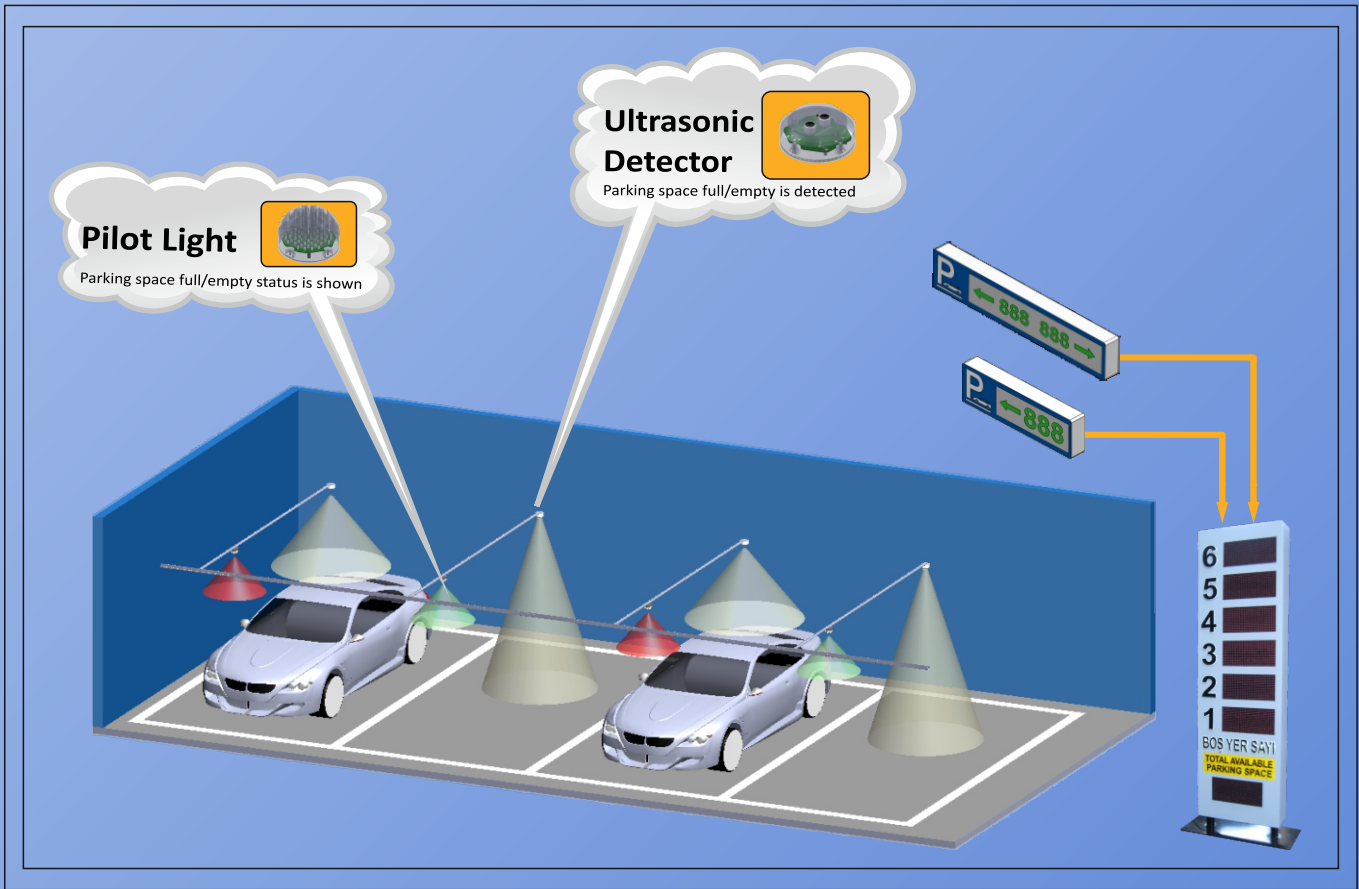 Ultrasonic
Detector
Parking space full/empty is detected
Pilot Light
Parking space full/empty status is shown
P
← 888 888 →
P
← 888
6
5
4
3
2
1
BOŞ YER SAYI
TOTAL AVAILABLE
PARKING SPACE